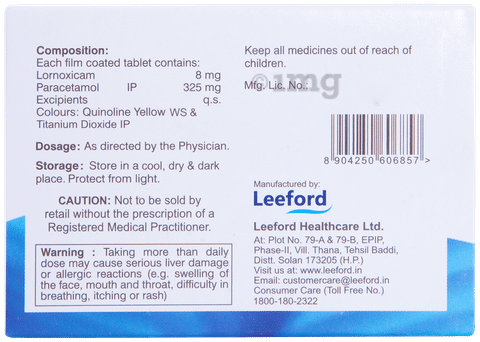 Composition:
Each film coated tablet contains:
Lornoxicam 8 mg
Paracetamol IP 325 mg
Excipients q.s.
Colours: Quinoline Yellow WS &
Titanium Dioxide IP
Dosage: As directed by the Physician.
Storage: Store in a cool, dry & dark
place. Protect from light.
CAUTION: Not to be sold by
retail without the prescription of a
Registered Medical Practitioner.
Warning : Taking more than daily
dose may cause serious liver damage
or allergic reactions (e.g. swelling of
the face, mouth and throat, difficulty in
breathing, itching or rash)
Keep all medicines out of reach of
children.
1mg
Mfg. Lic. No.:
8 904250 606857 >
Manufactured by:
Leeford
Leeford Healthcare Ltd.
At: Plot No. 79-A & 79-B, EPIP,
Phase-II, Vill. Thana, Tehsil Baddi,
Distt. Solan 173205 (H.P.)
Visit us at: www.leeford.in
Email: customercare@leeford.in
Consumer Care (Toll Free No.)
1800-180-2322